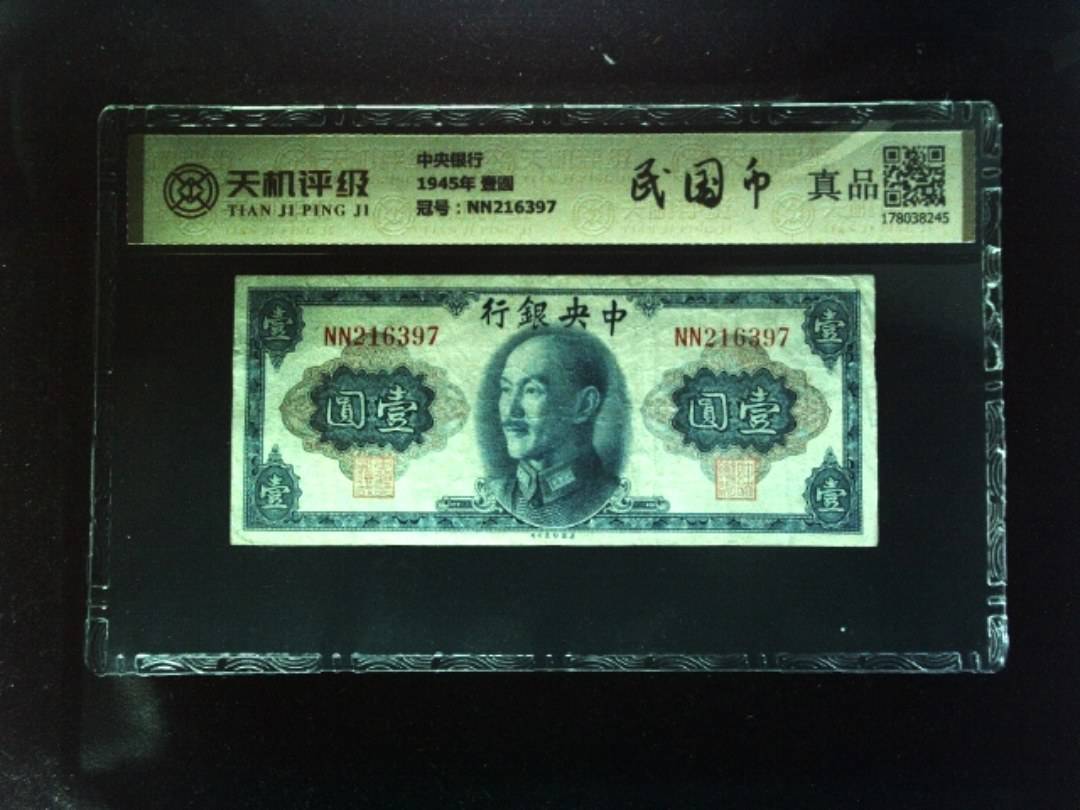 天机评级
TIAN JI PING JI
中央银行
1945年 壹圆
冠号：NN216397
民国币
真品
178038245
行銀央中
NN216397
NN216397
圓壹
圓壹
壹
壹
壹
壹